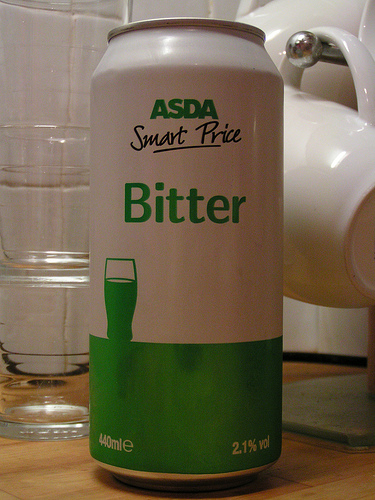 ASDA
Smart Price
Bitter
440ml℮ 2.1% vol